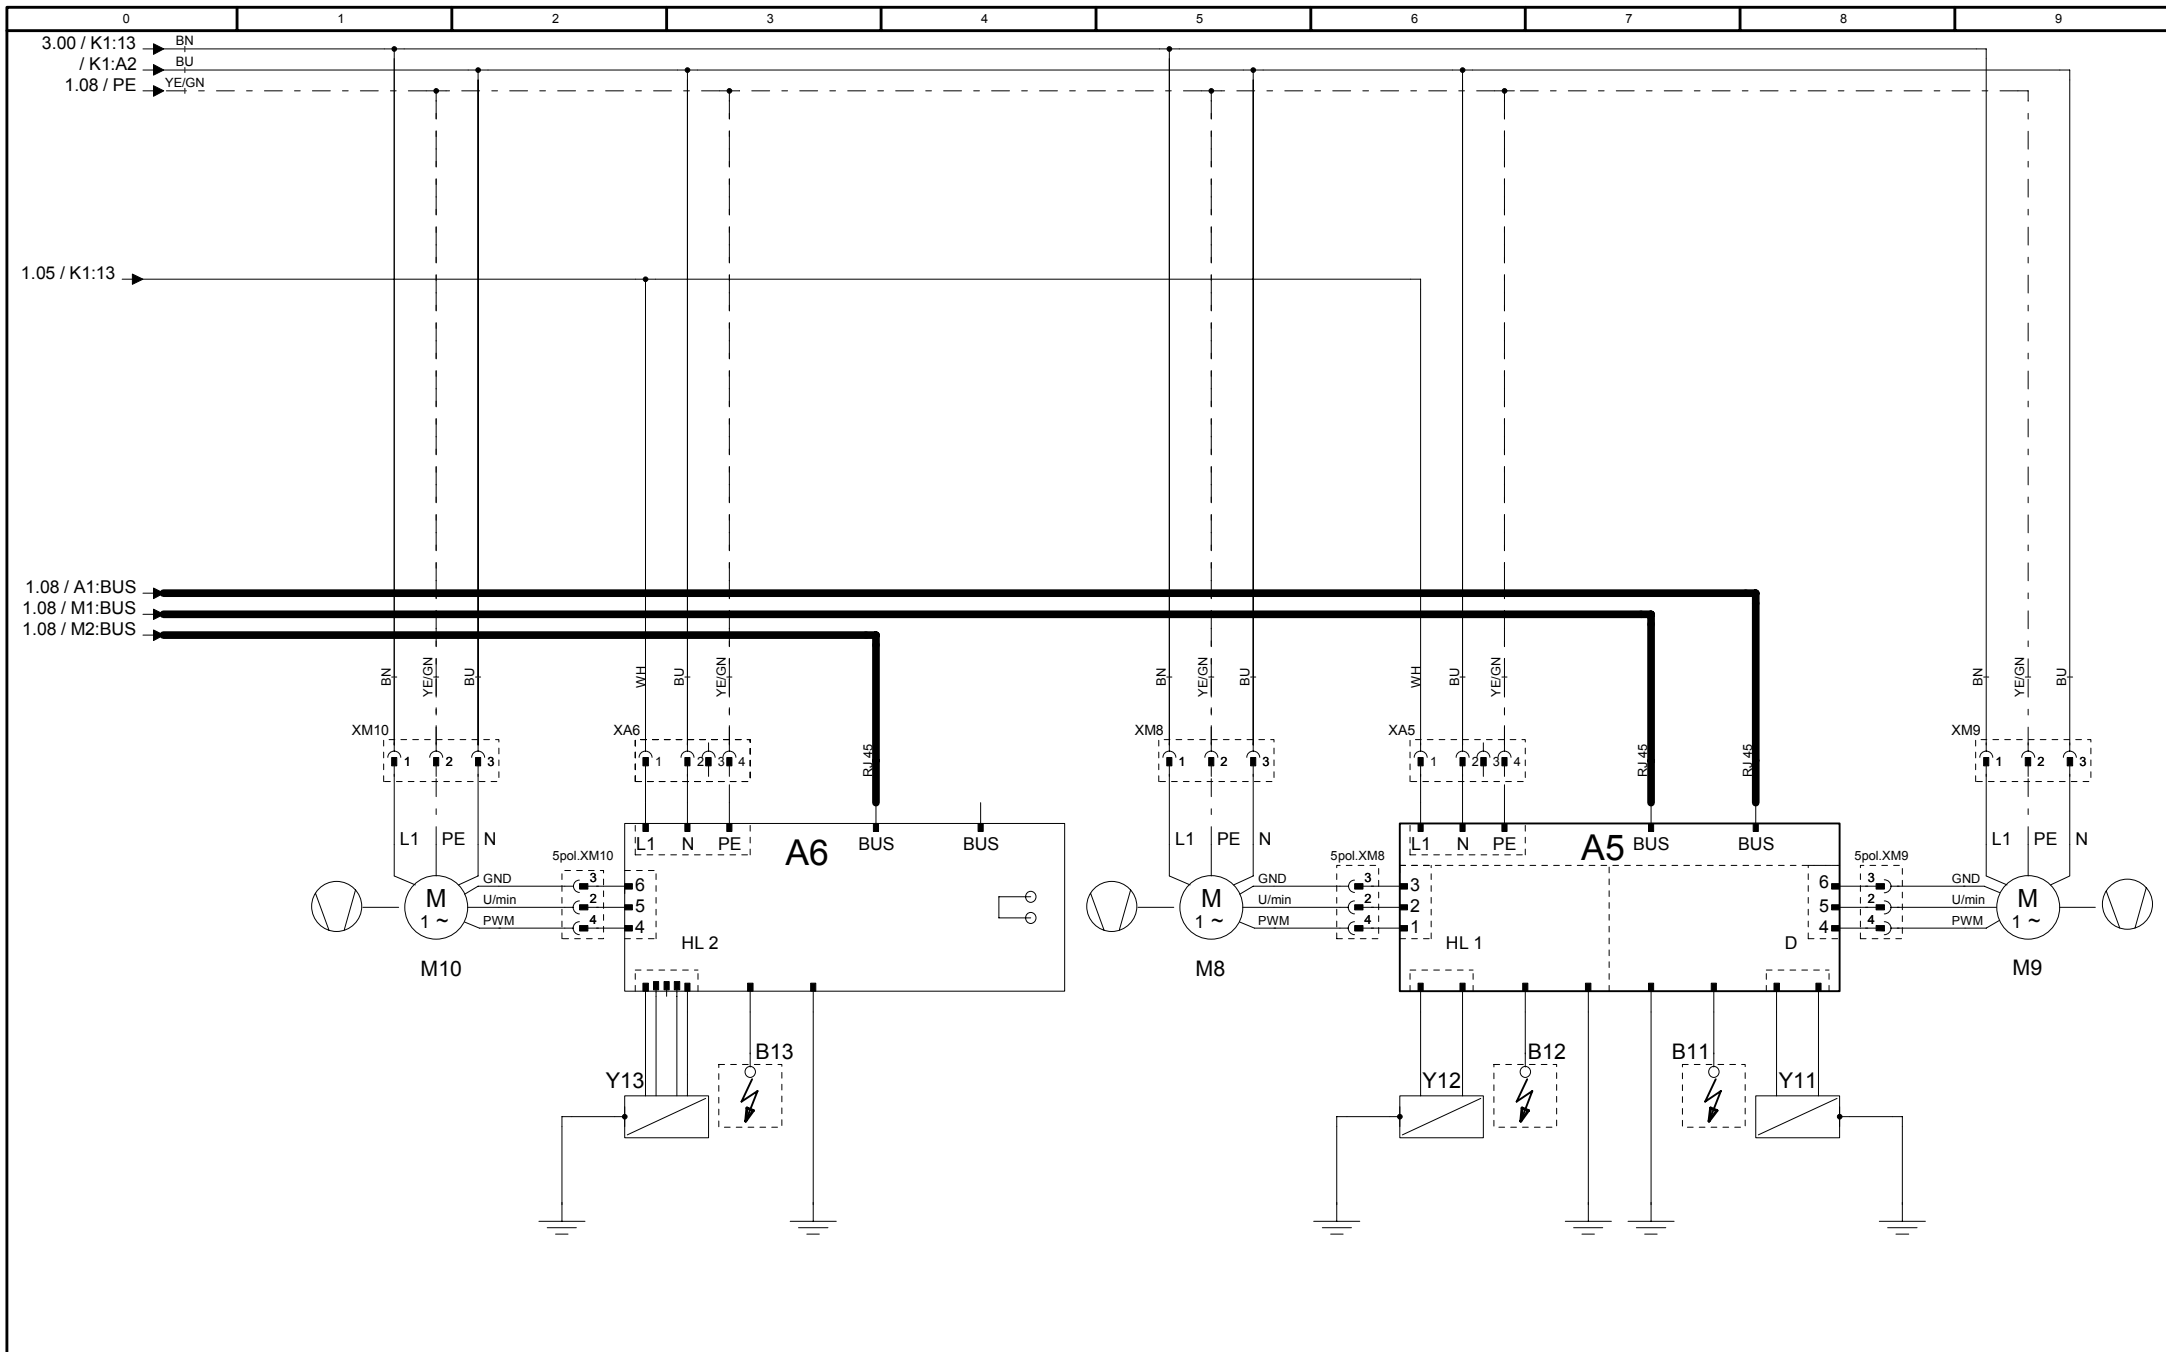 0 1 2 3 4 5 6 7 8 9
3.00 / K1:13 BN
/ K1:A2 BU
1.08 / PE YE/GN
1.05 / K1:13
1.08 / A1:BUS
1.08 / M1:BUS
1.08 / M2:BUS
BN YE/GN BU WH BU YE/GN BN YE/GN BU WH BU YE/GN BN YE/GN BU
XM10 XA6 XM8 XA5 XM9
RJ 45 RJ 45 RJ 45
1 2 3 1 2 3 4 1 2 3 1 2 3 4 1 2 3
L1 PE N L1 N PE A6 BUS BUS L1 PE N L1 N PE A5 BUS BUS L1 PE N
5pol.XM10 5pol.XM8 5pol.XM9
GND 3 6 GND 3 3 6 3 GND
M U/min 2 5 M U/min 2 2 5 2 U/min M
1 ~ PWM 4 4 1 ~ PWM 4 1 4 4 PWM 1 ~
HL 2 HL 1 D
M10 M8 M9
B13 B12 B11
Y13 Y12 Y11